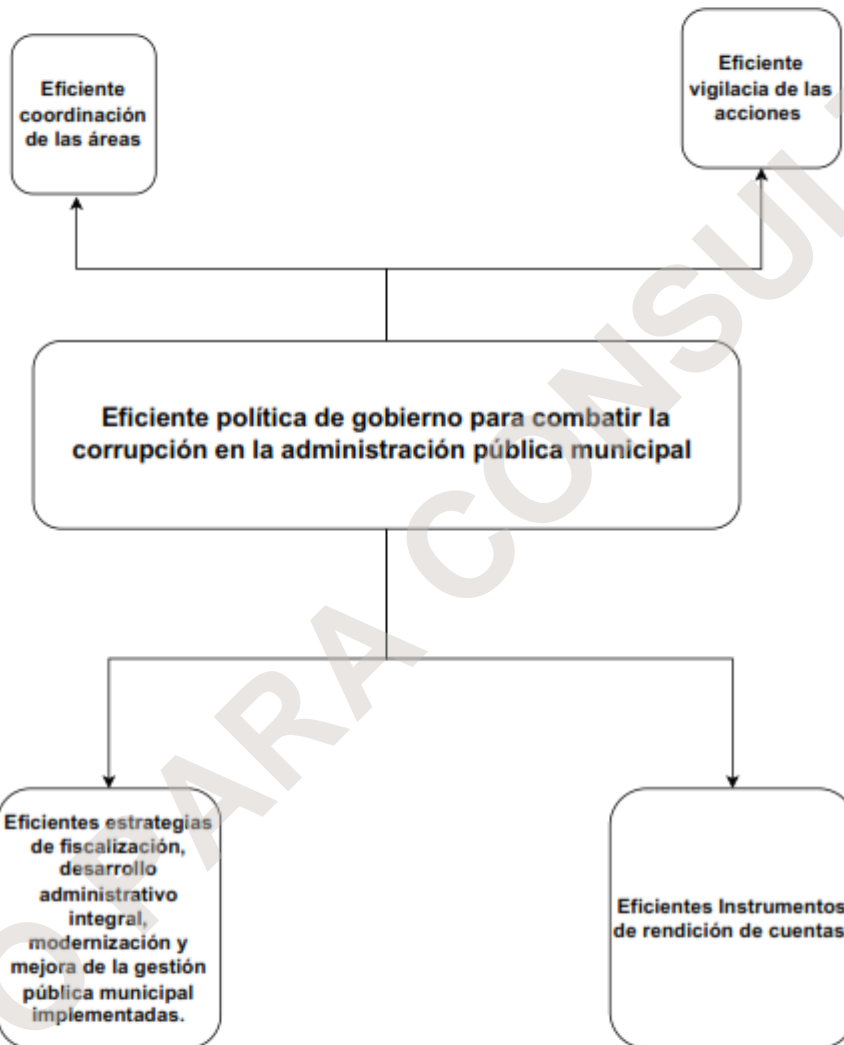 Eficiente
coordinación
de las áreas
Eficiente
vigilacia de las
acciones
Eficiente política de gobierno para combatir la
corrupción en la administración pública municipal
Eficientes estrategias
de fiscalización,
desarrollo
administrativo
integral,
modernización y
mejora de la gestión
pública municipal
implementadas.
Eficientes Instrumentos
de rendición de cuentas
O PARA CONSUL